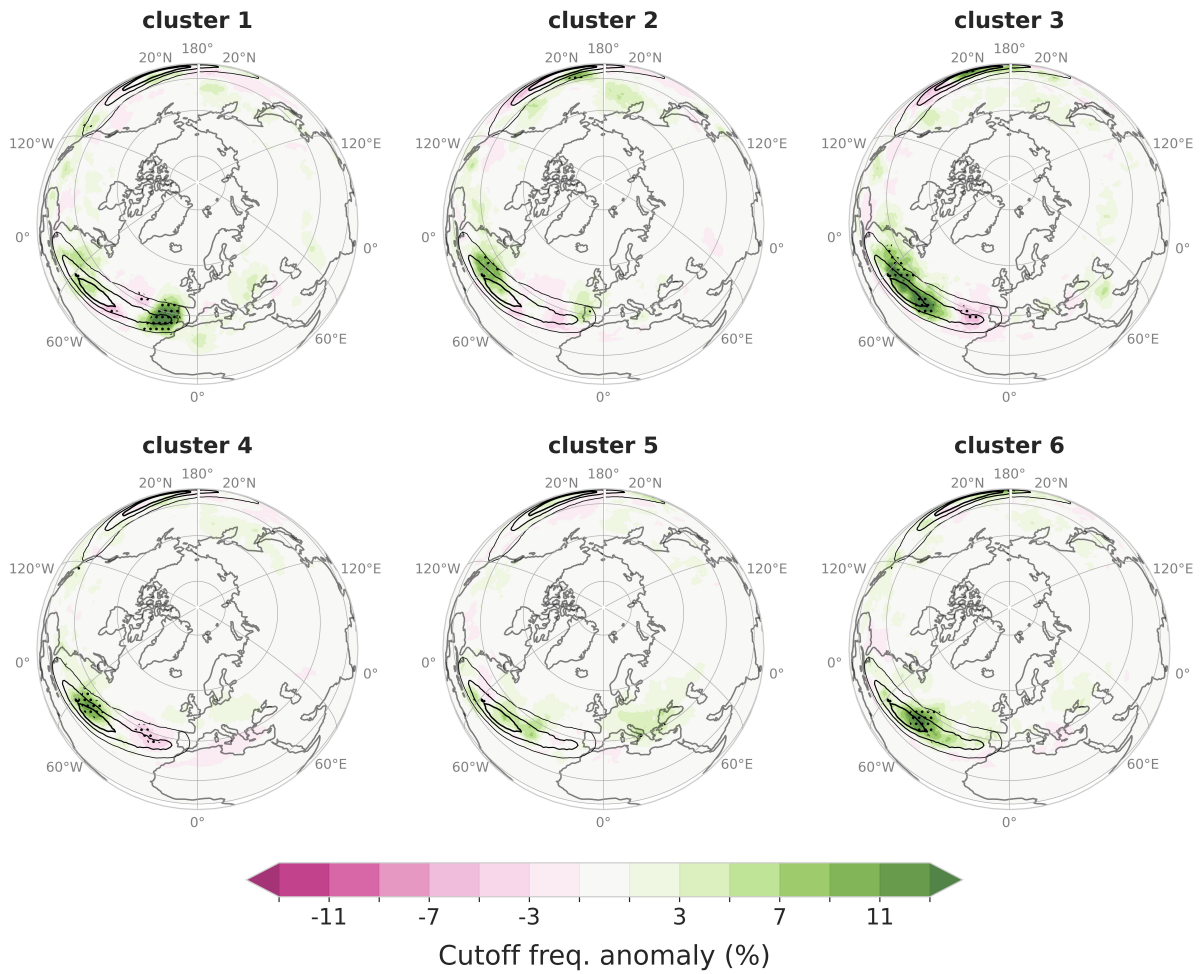 cluster 1 cluster 2 cluster 3
180° 180° 180°
20°N 20°N 20°N 20°N 20°N 20°N
120°W 120°E 120°W 120°E 120°W 120°E
0° 0° 0° 0° 0° 0°
60°W 60°E 60°W 60°E 60°W 60°E
0° 0° 0°
cluster 4 cluster 5 cluster 6
180° 180° 180°
20°N 20°N 20°N 20°N 20°N 20°N
120°W 120°E 120°W 120°E 120°W 120°E
0° 0° 0° 0° 0° 0°
60°W 60°E 60°W 60°E 60°W 60°E
0° 0° 0°
-11 -7 -3 3 7 11
Cutoff freq. anomaly (%)